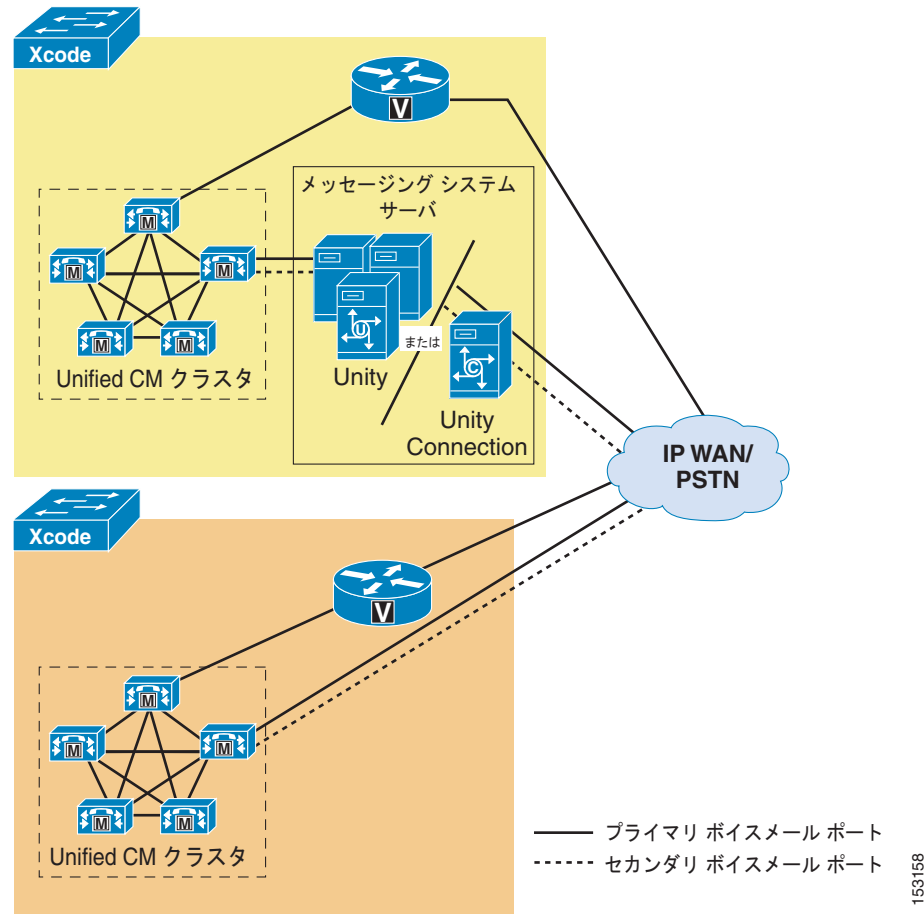 Xcode
V
メッセージング システム
サーバ
M
M
M
M
M
U
または
C
Unified CM クラスタ
Unity
Unity
Connection
IP WAN/
PSTN
Xcode
V
M
M
M
M
M
Unified CM クラスタ
プライマリ ボイスメール ポート
セカンダリ ボイスメール ポート
153158